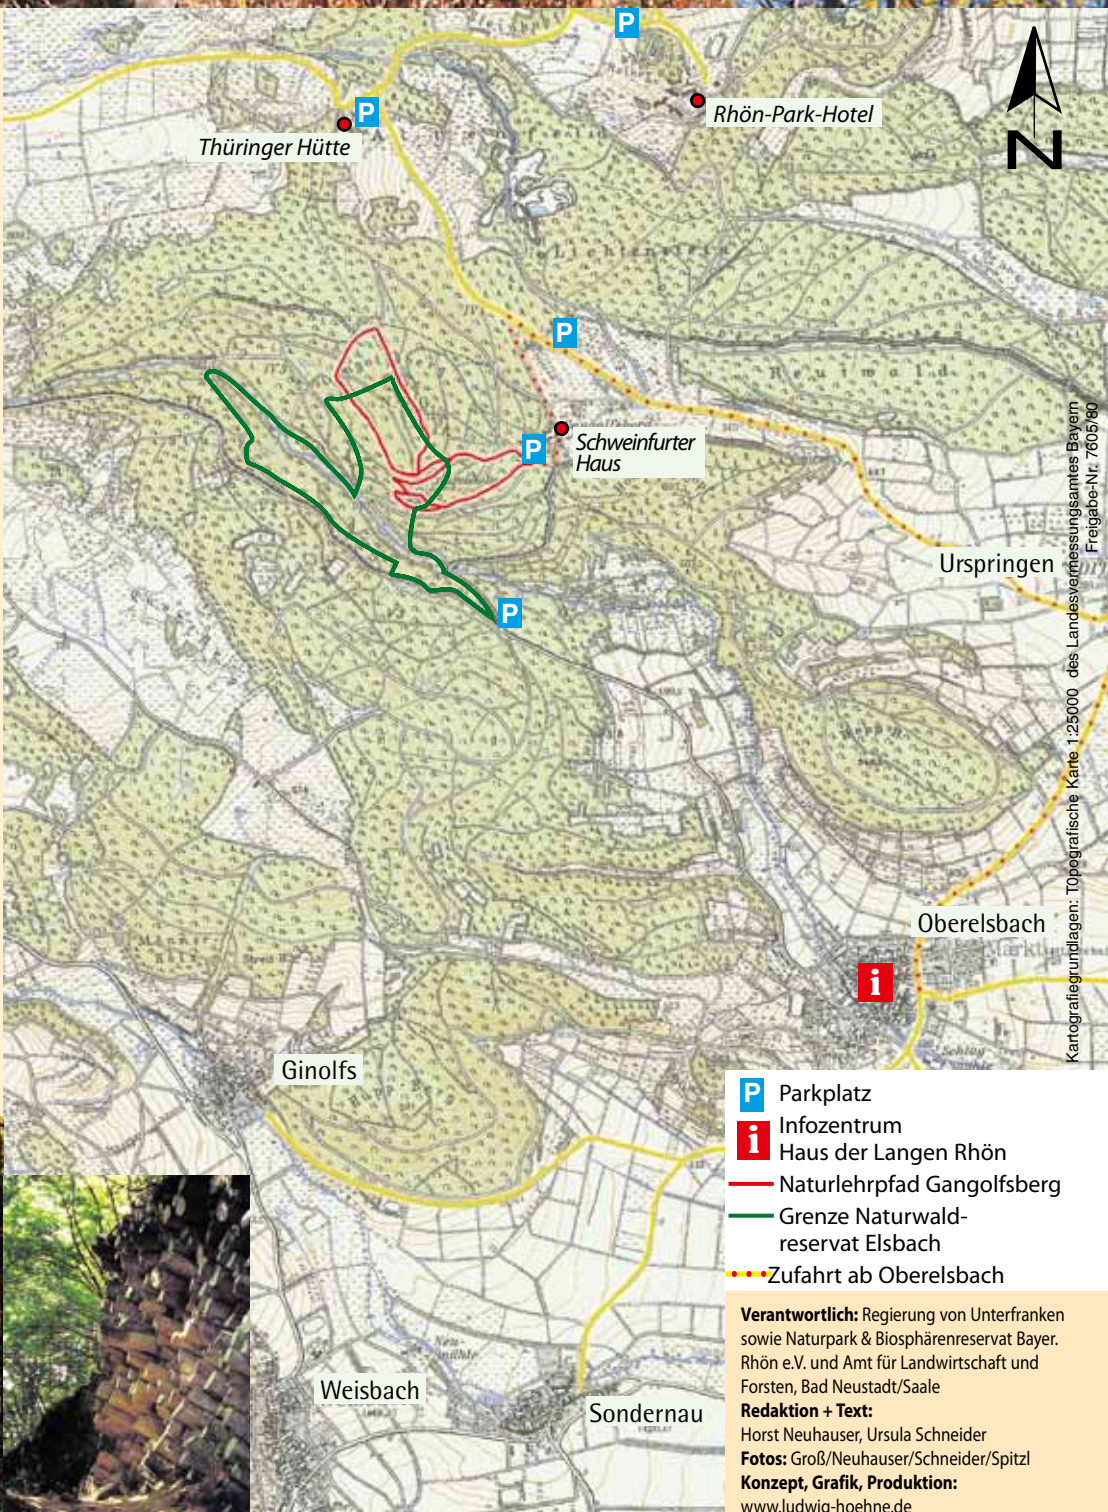 P
Rhön-Park-Hotel
P
Thüringer Hütte
N
P
Schweinfurter
Haus
P
P
Urspringen
Oberelsbach
i
Ginolfs
Weisbach
Sondernau
Kartografiegrundlagen: Topografische Karte 1:25000 des Landesvermessungsamtes Bayern
Freigabe-Nr. 7605/80
P Parkplatz
i Infozentrum
Haus der Langen Rhön
Naturlehrpfad Gangolfsberg
Grenze Naturwald-
reservat Elsbach
Zufahrt ab Oberelsbach
Verantwortlich: Regierung von Unterfranken
sowie Naturpark & Biosphärenreservat Bayer.
Rhön e.V. und Amt für Landwirtschaft und
Forsten, Bad Neustadt/Saale
Redaktion + Text:
Horst Neuhauser, Ursula Schneider
Fotos: Groß/Neuhauser/Schneider/Spitzl
Konzept, Grafik, Produktion:
www.ludwig-hoehne.de